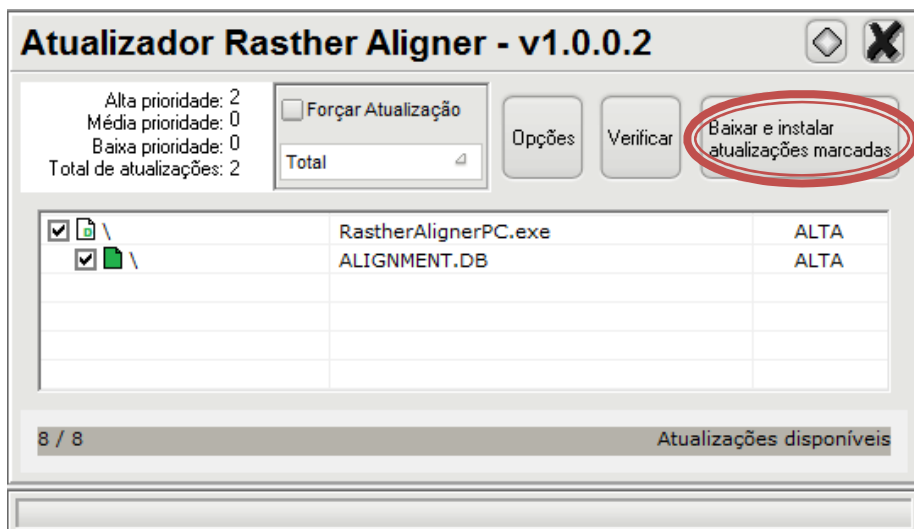 Atualizador Rasther Aligner - v1.0.0.2
Alta prioridade: 2
Média prioridade: 0
Baixa prioridade: 0
Total de atualizações: 2
Forçar Atualização
Total
Opções
Verificar
Baixar e instalar
atualizações marcadas
\ RastherAlignerPC.exe ALTA
\ ALIGNMENT.DB ALTA
8 / 8 Atualizações disponíveis